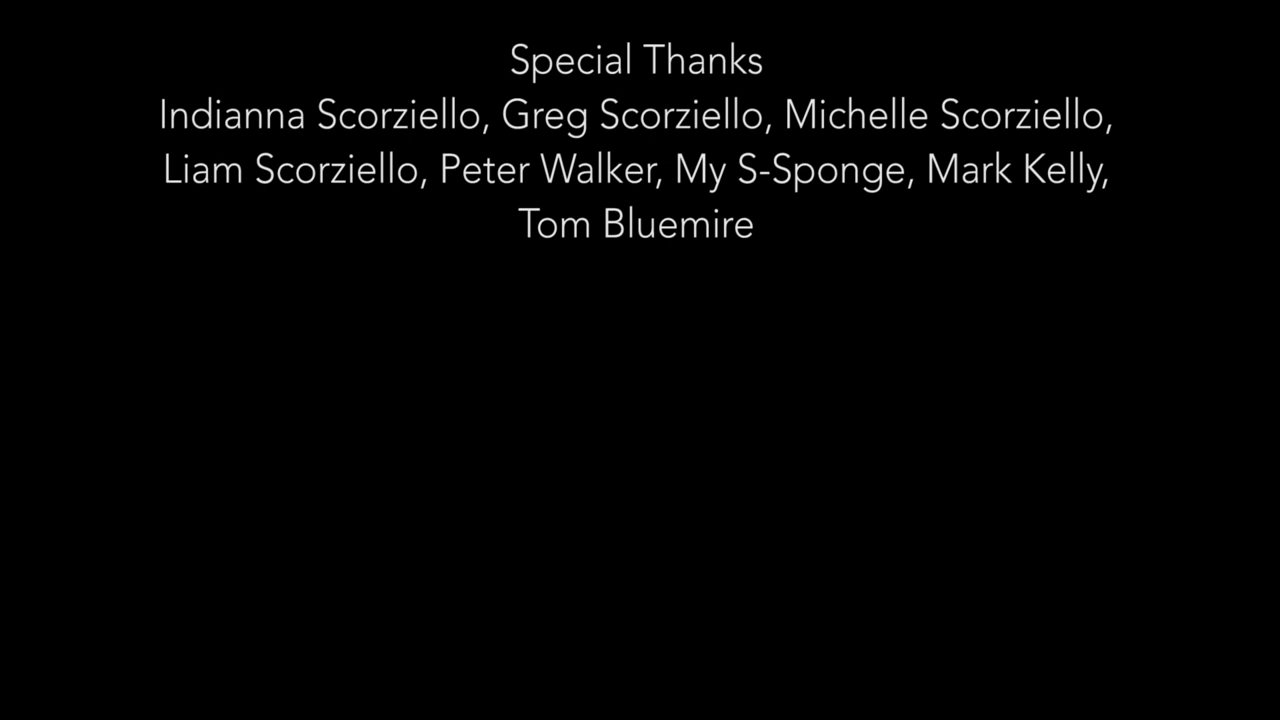 Special Thanks
Indianna Scorziello, Greg Scorziello, Michelle Scorziello,
Liam Scorziello, Peter Walker, My S-Sponge, Mark Kelly,
Tom Bluemire